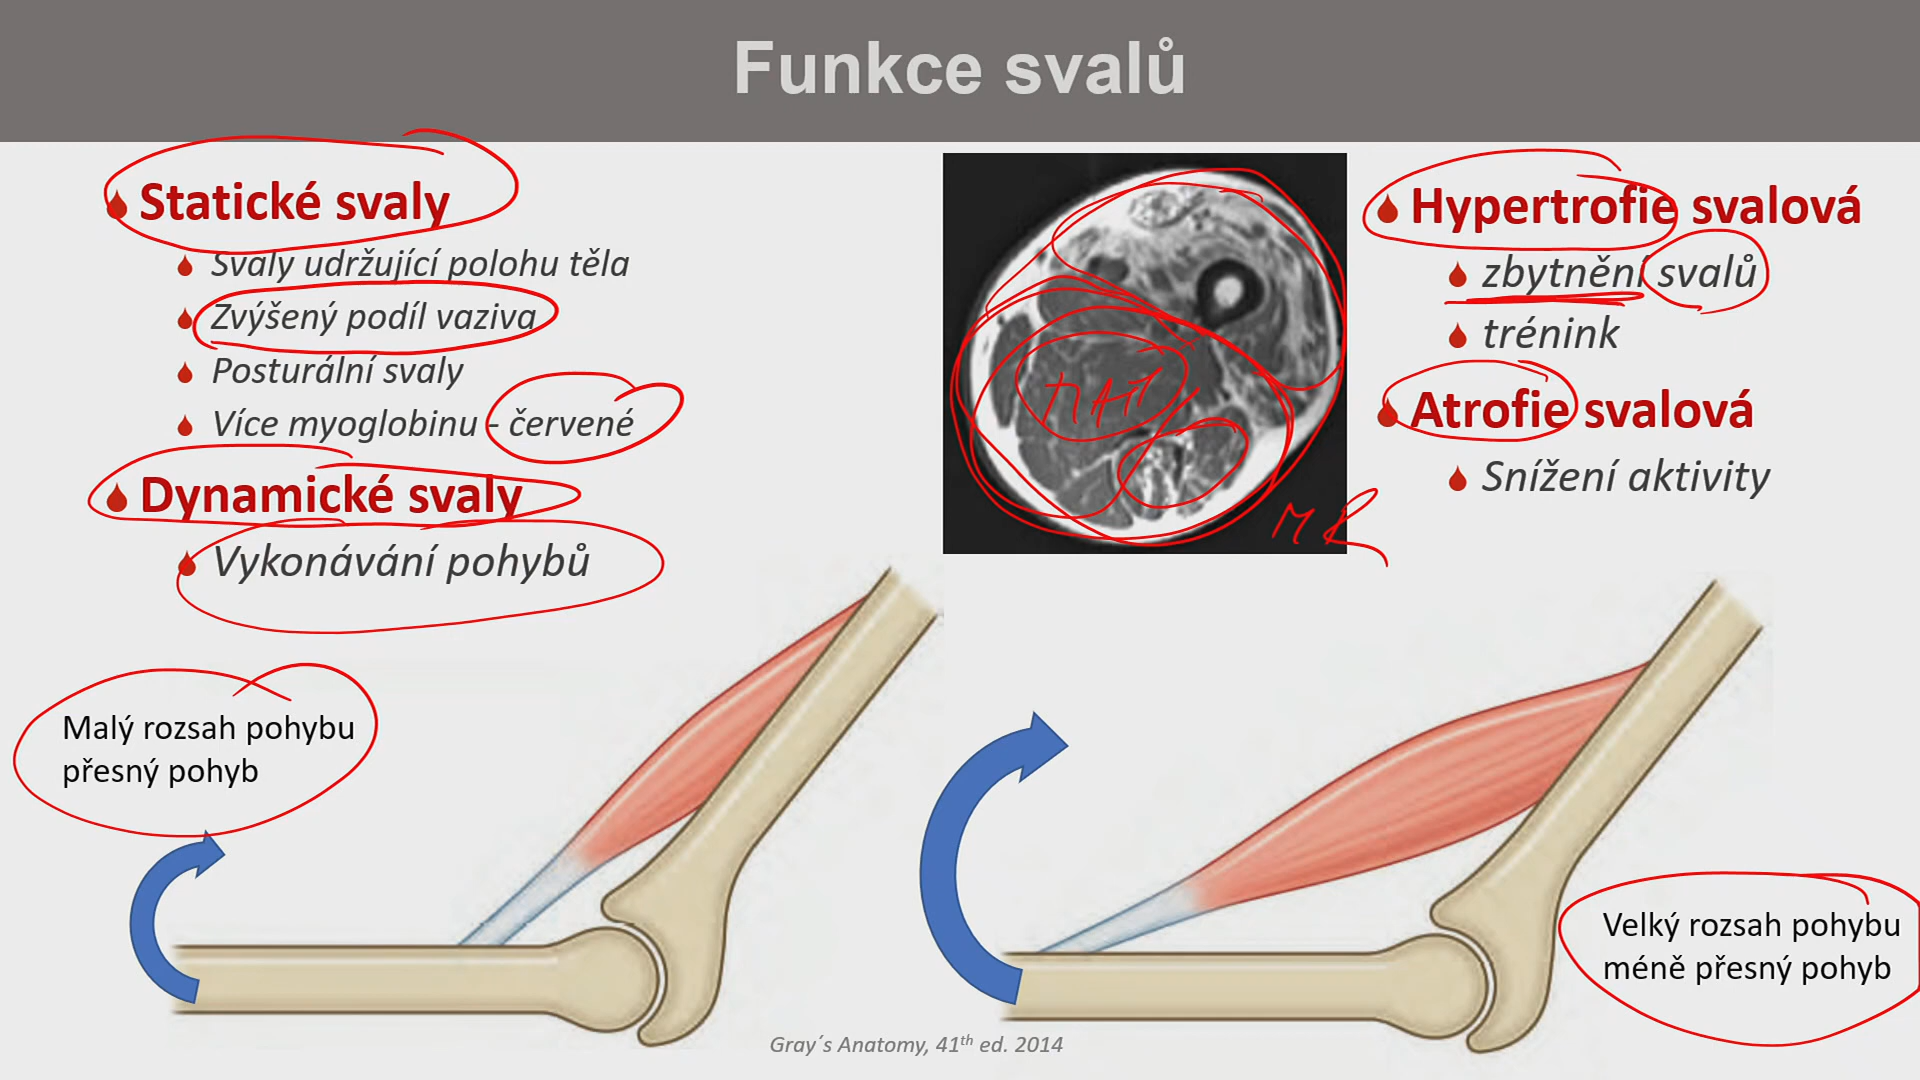 Funkce svalů
Statické svaly
Svaly udržující polohu těla
Zvýšený podíl vaziva
Posturální svaly
Více myoglobinu - červené
Dynamické svaly
Vykonávání pohybů
MR
Hypertrofie svalová
zbytnění svalů
trénink
Atrofie svalová
Snížení aktivity
Malý rozsah pohybu
přesný pohyb
Velký rozsah pohybu
méně přesný pohyb
Gray´s Anatomy, 41th ed. 2014